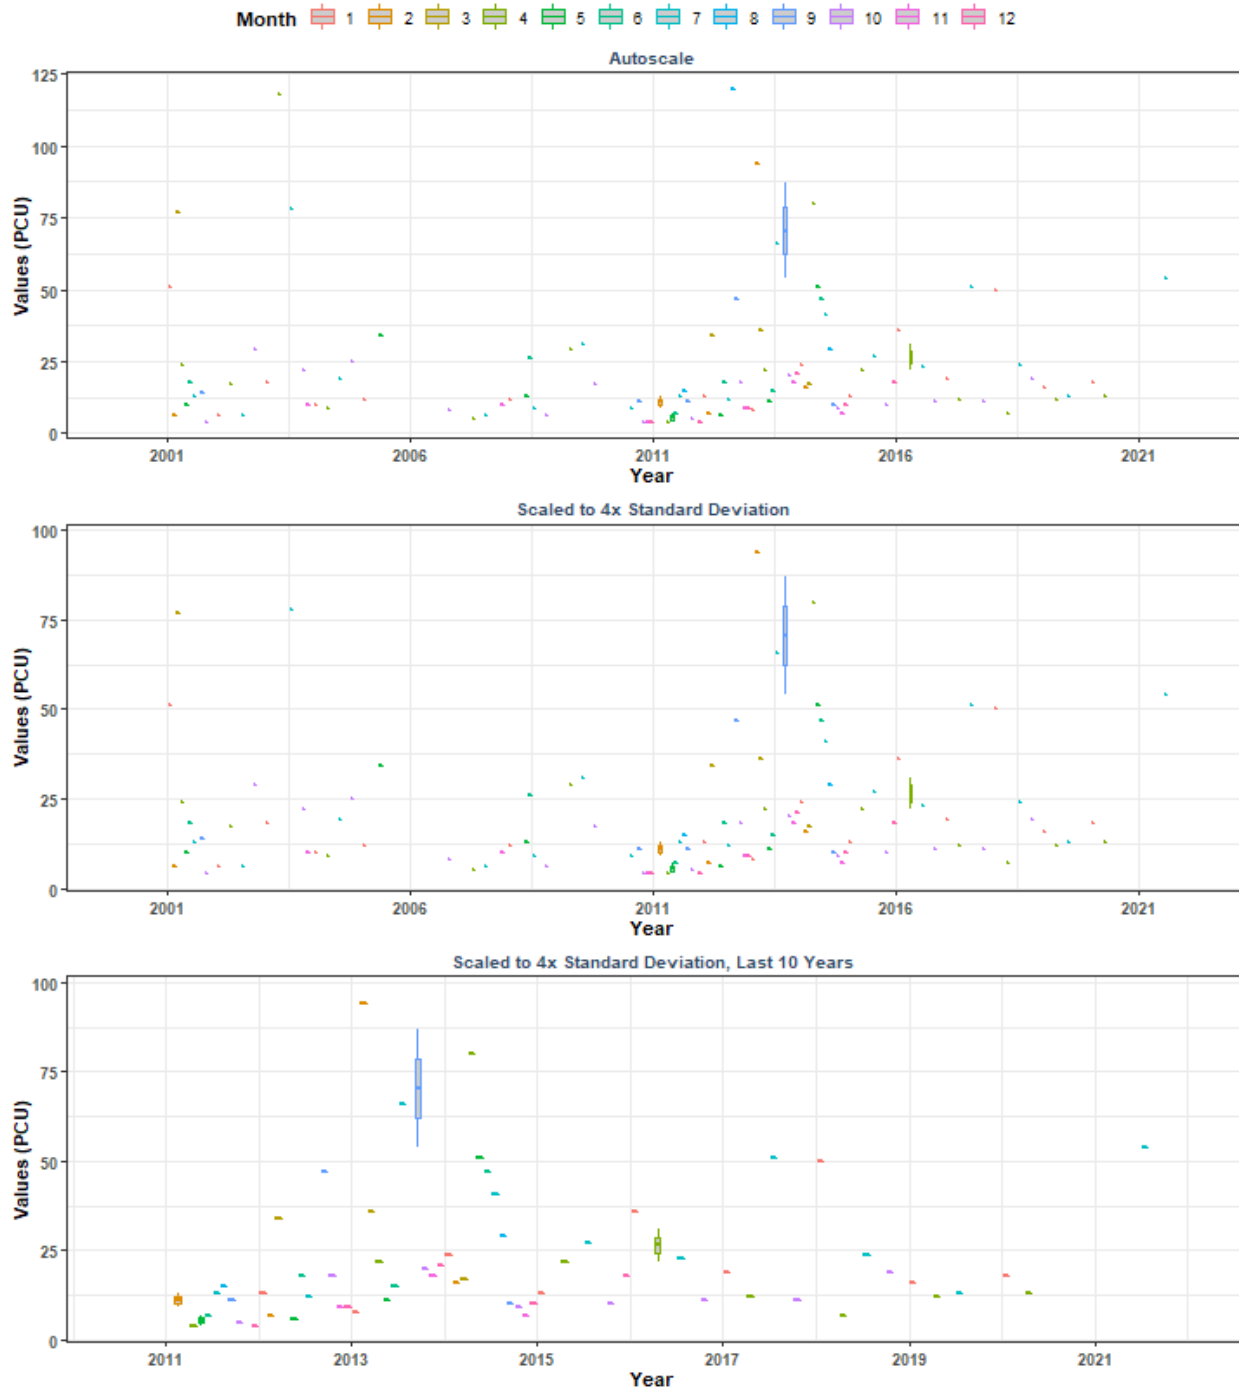 Month 1 2 3 4 5 6 7 8 9 10 11 12
Autoscale
Values (PCU)
125
100
75
50
25
0
2001 2006 2011 2016 2021
Year
Scaled to 4x Standard Deviation
Values (PCU)
100
75
50
25
0
2001 2006 2011 2016 2021
Year
Scaled to 4x Standard Deviation, Last 10 Years
Values (PCU)
100
75
50
25
0
2011 2013 2015 2017 2019 2021
Year